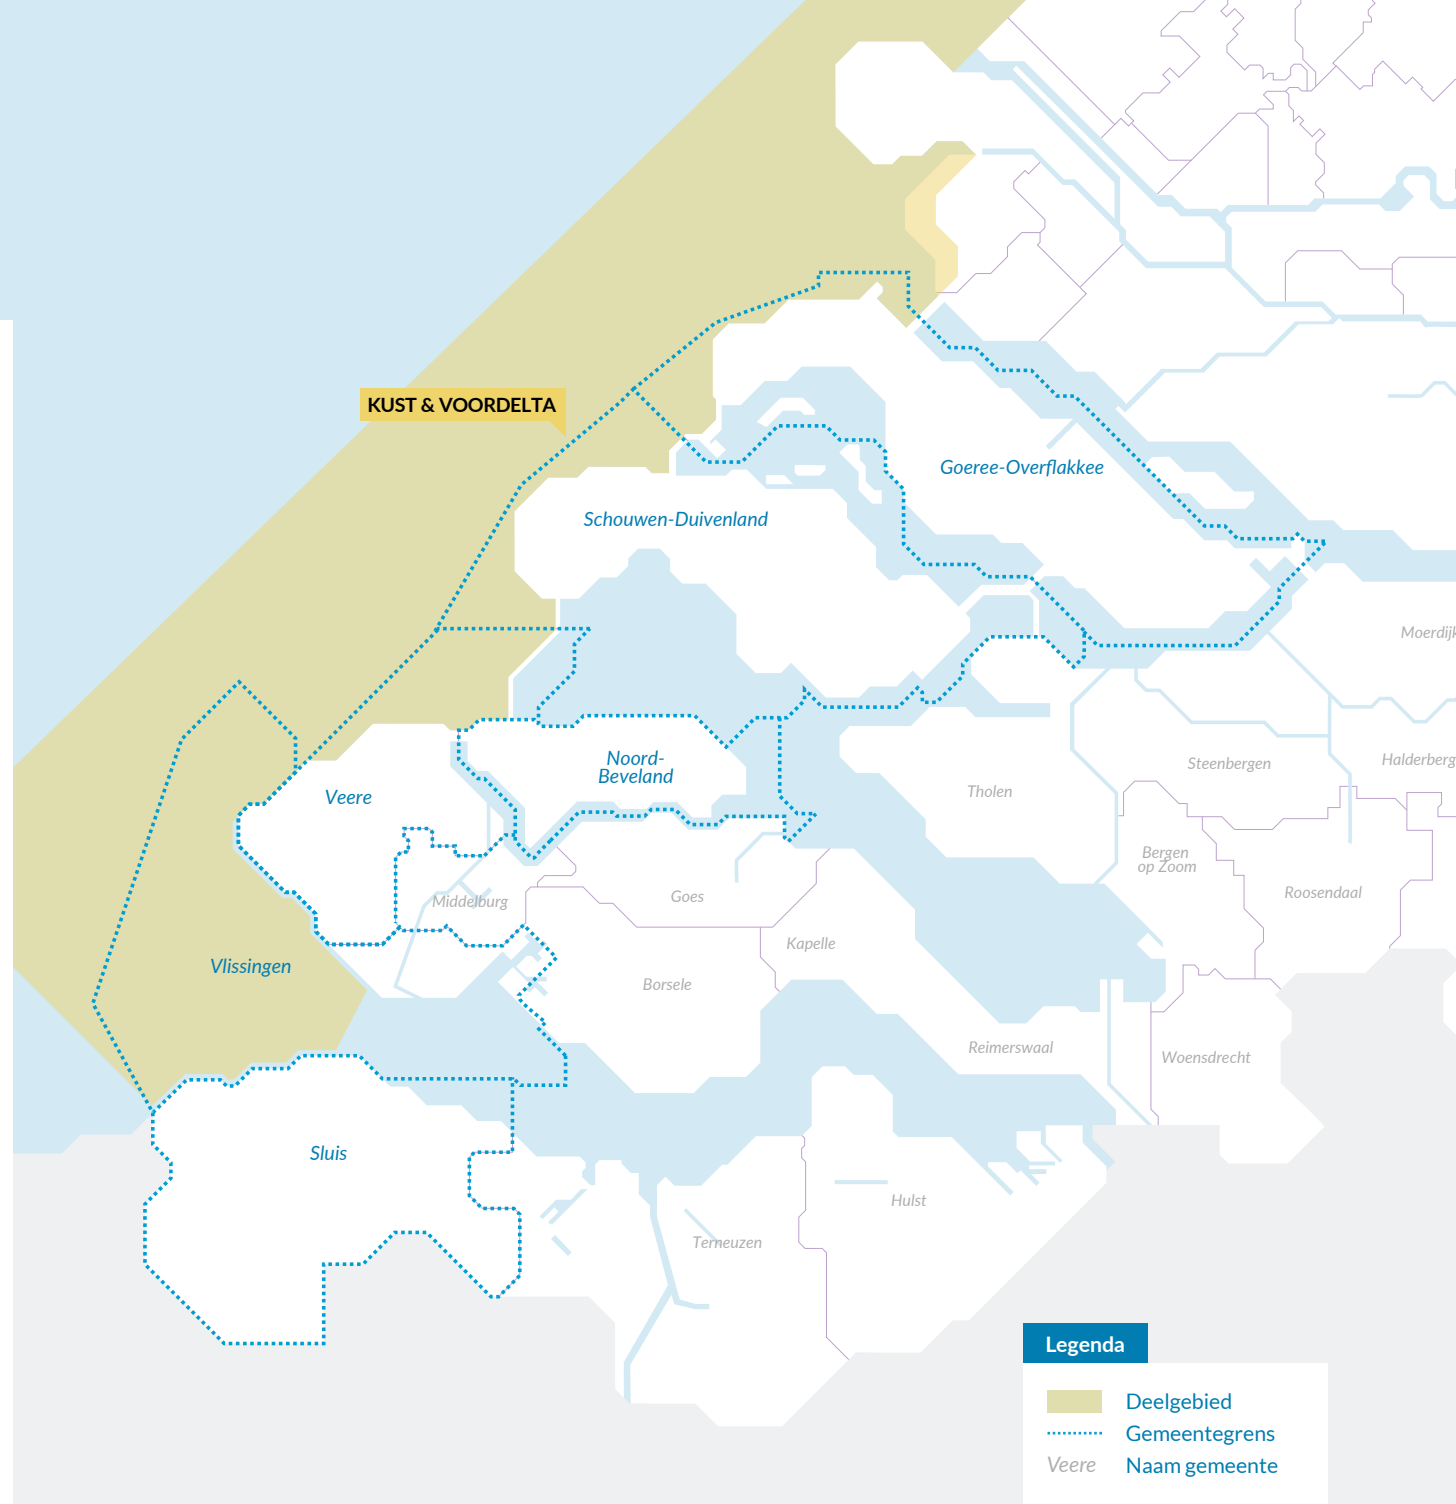 KUST & VOORDELTA
Goeree-Overflakkee
Schouwen-Duivenland
Moerdijk
Noord-
Beveland
Steenbergen
Halderberg
Veere
Tholen
Bergen
op Zoom
Goes
Roosendaal
Middelburg
Kapelle
Vlissingen
Borsele
Reimerswaal
Woensdrecht
Sluis
Hulst
Terneuzen
Legenda
Deelgebied
Gemeentegrens
Veere Naam gemeente